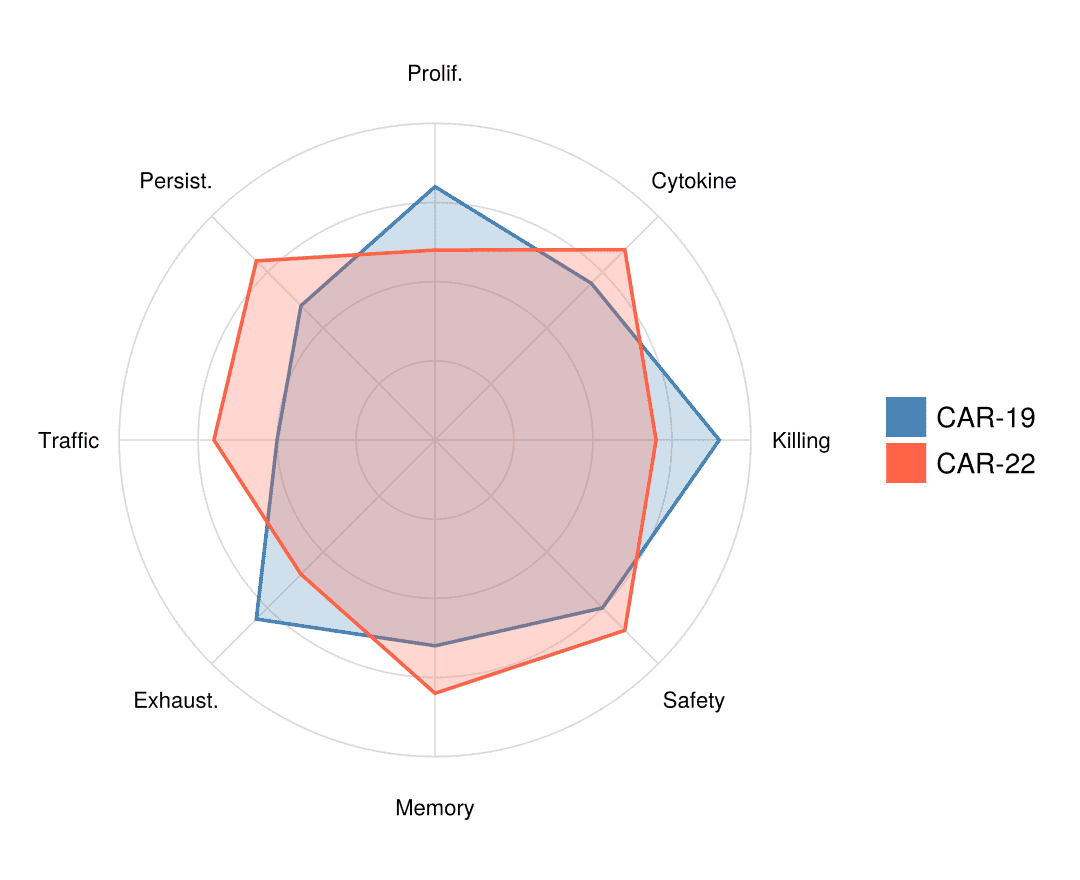 Prolif.
Persist.
Cytokine
Traffic
Killing
CAR-19
CAR-22
Exhaust.
Safety
Memory